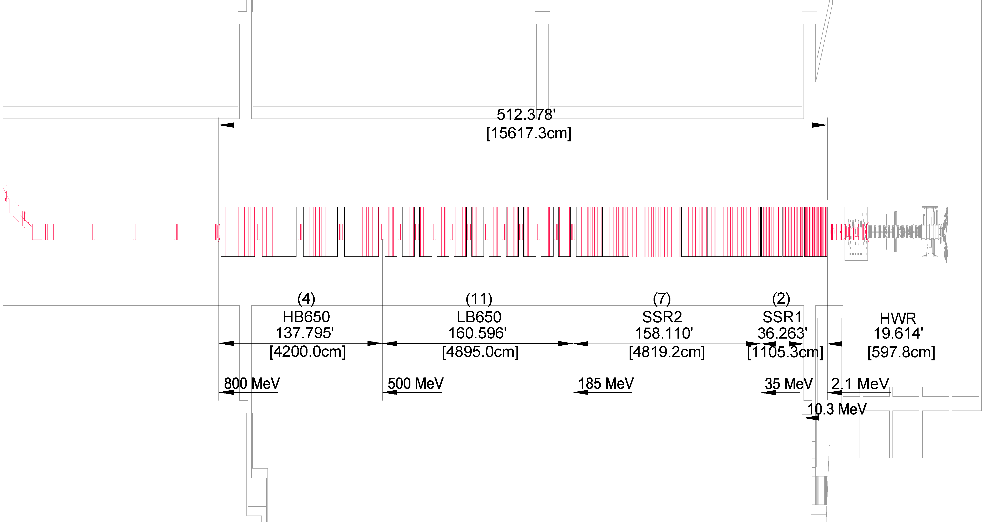 512.378'
[15617.3cm]
(4)
HB650
137.795'
[4200.0cm]
(11)
LB650
160.596'
[4895.0cm]
(7)
SSR2
158.110'
[4819.2cm]
(2)
SSR1
36.263'
[1105.3cm]
HWR
19.614'
[597.8cm]
800 MeV
500 MeV
185 MeV
35 MeV
2.1 MeV
10.3 MeV